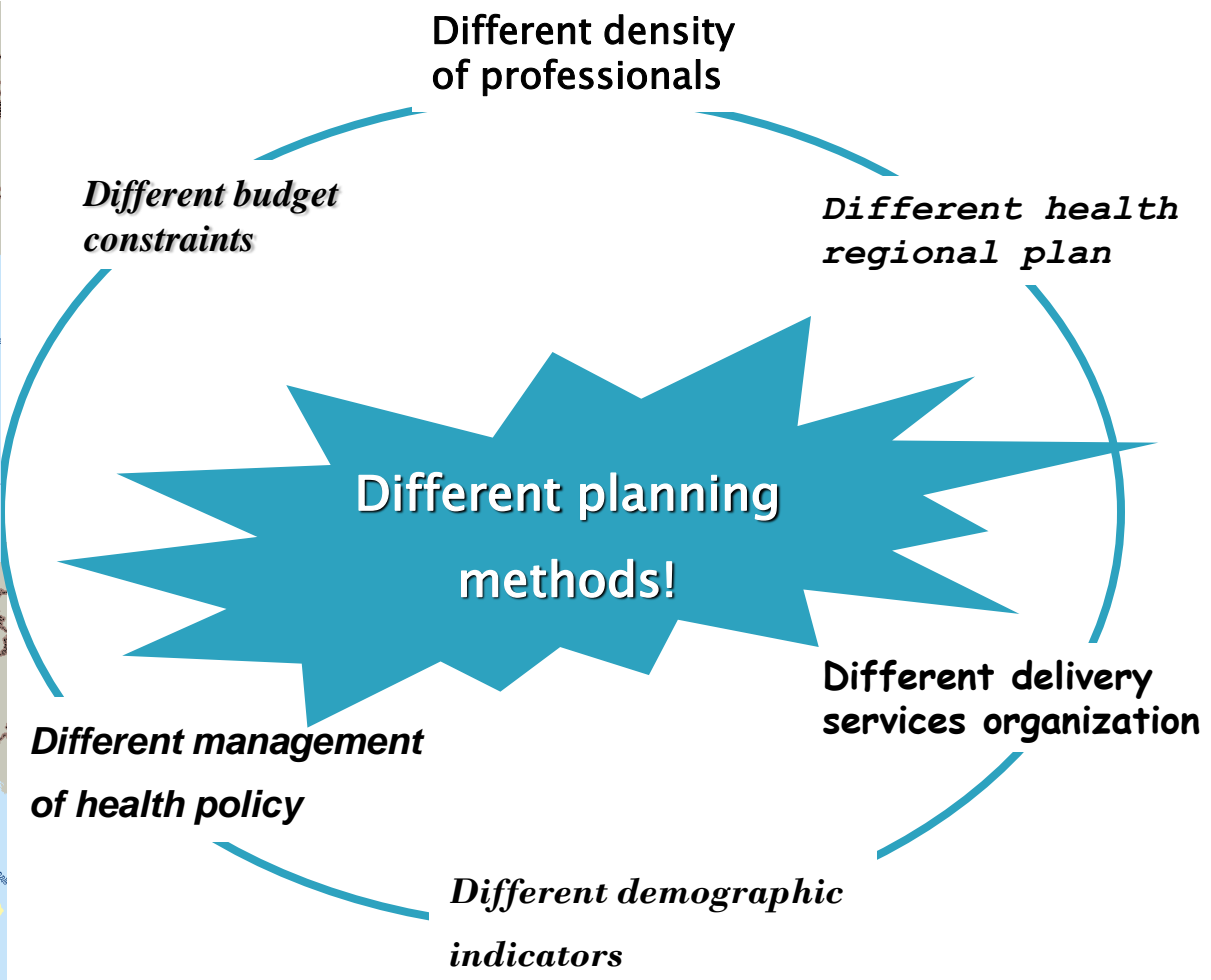 Different density
of professionals
Different budget
constraints
Different health
regional plan
Different planning
methods!
Different delivery
services organization
Different management
of health policy
Different demographic
indicators